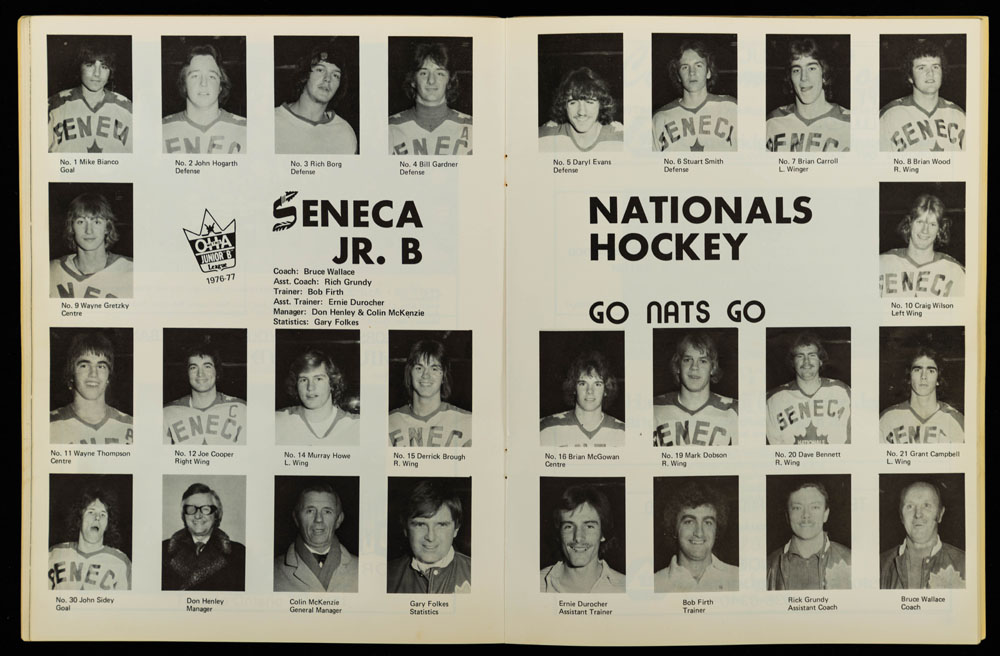 No. 1 Mike Bianco
Goal
No. 2 John Hogarth
Defense
No. 3 Rich Borg
Defense
No. 4 Bill Gardner
Defense
No. 5 Daryl Evans
Defense
No. 6 Stuart Smith
Defense
No. 7 Brian Carroll
L. Winger
No. 8 Brian Wood
R. Wing
No. 9 Wayne Gretzky
Centre
OHA
JUNIOR B
League
1976-77
SENECA
JR. B
Coach: Bruce Wallace
Asst. Coach: Rich Grundy
Trainer: Bob Firth
Asst. Trainer: Ernie Durocher
Manager: Don Henley & Colin McKenzie
Statistics: Gary Folkes
NATIONALS
HOCKEY
GO NATS GO
No. 10 Craig Wilson
Left Wing
No. 11 Wayne Thompson
Centre
No. 12 Joe Cooper
Right Wing
No. 14 Murray Howe
L. Wing
No. 15 Derrick Brough
R. Wing
No. 16 Brian McGowan
Centre
No. 19 Mark Dobson
R. Wing
No. 20 Dave Bennett
R. Wing
No. 21 Grant Campbell
L. Wing
No. 30 John Sidey
Goal
Don Henley
Manager
Colin McKenzie
General Manager
Gary Folkes
Statistics
Ernie Durocher
Assistant Trainer
Bob Firth
Trainer
Rick Grundy
Assistant Coach
Bruce Wallace
Coach